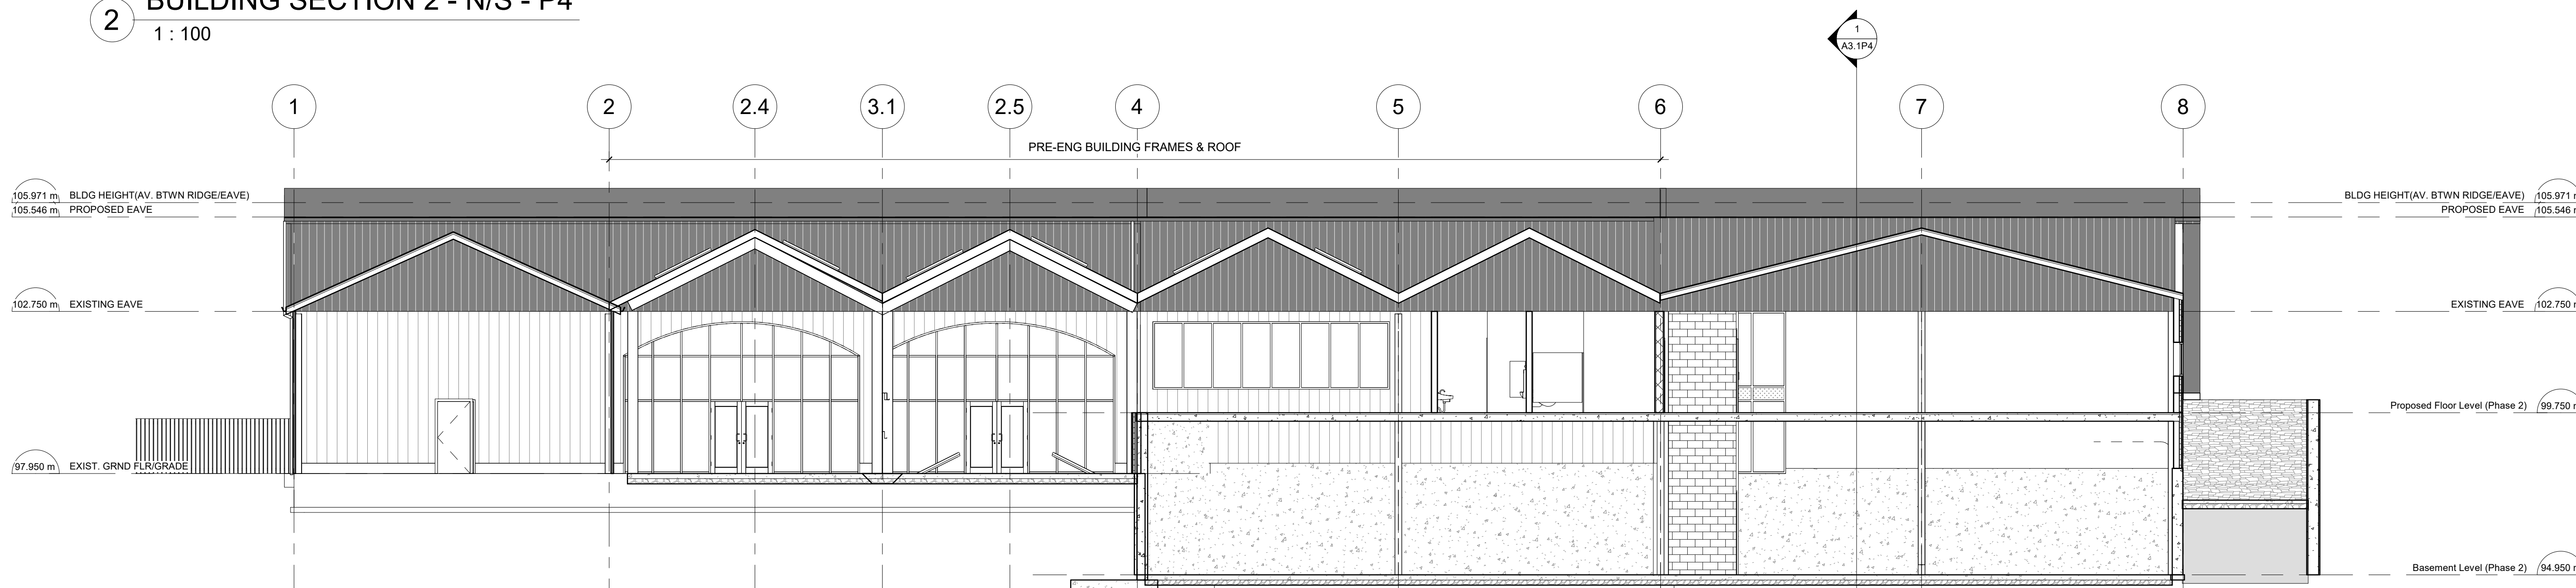 BUILDING SECTION 2 - N/S - P4
2
1 : 100
1
A3.1P4
1
2
2.4
3.1
2.5
4
5
6
7
8
PRE-ENG BUILDING FRAMES & ROOF
105.971 m BLDG HEIGHT(AV. BTWN RIDGE/EAVE)
105.546 m PROPOSED EAVE
102.750 m EXISTING EAVE
97.950 m EXIST. GRND FLR/GRADE
BLDG HEIGHT(AV. BTWN RIDGE/EAVE) 105.971 m
PROPOSED EAVE 105.546 m
EXISTING EAVE 102.750 m
Proposed Floor Level (Phase 2) 99.750 m
Basement Level (Phase 2) 94.950 m